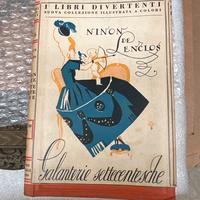 I LIBRI DIVERTENTI
NUOVA COLLEZIONE ILLUSTRATA A COLORI
NINON
DE
LENCLOS
Galanterie settecentesche